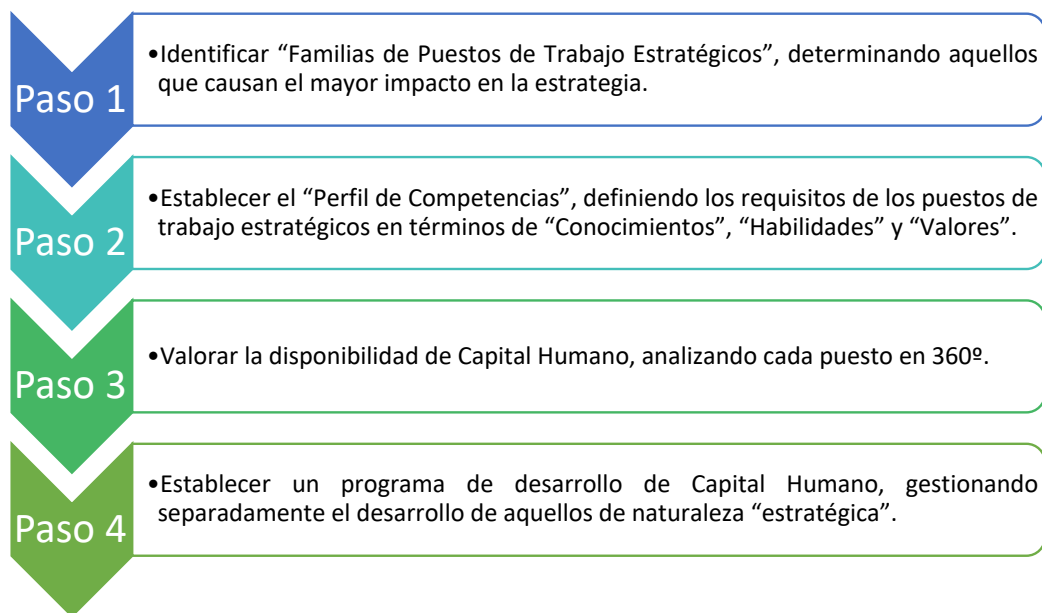 Paso 1
•Identificar “Familias de Puestos de Trabajo Estratégicos”, determinando aquellos
que causan el mayor impacto en la estrategia.
Paso 2
•Establecer el “Perfil de Competencias”, definiendo los requisitos de los puestos de
trabajo estratégicos en términos de “Conocimientos”, “Habilidades” y “Valores”.
Paso 3
•Valorar la disponibilidad de Capital Humano, analizando cada puesto en 360º.
Paso 4
•Establecer un programa de desarrollo de Capital Humano, gestionando
separadamente el desarrollo de aquellos de naturaleza “estratégica”.